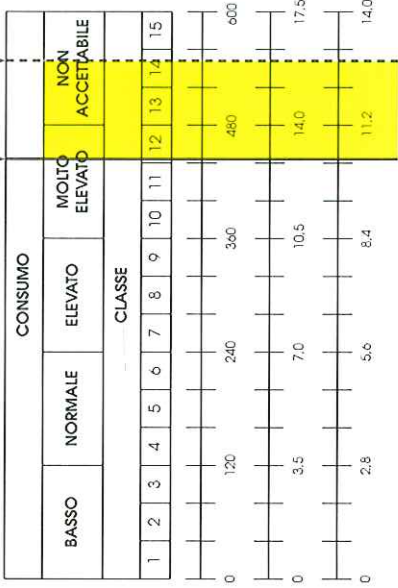 CONSUMO
BASSO NORMALE ELEVATO MOLTO ELEVATO NON ACCETTABILE
CLASSE
1 2 3 4 5 6 7 8 9 10 11 12 13 14 15
0 120 240 360 480 600
0 3.5 7.0 10.5 14.0 17.5
0 2.8 5.6 8.4 11.2 14.0